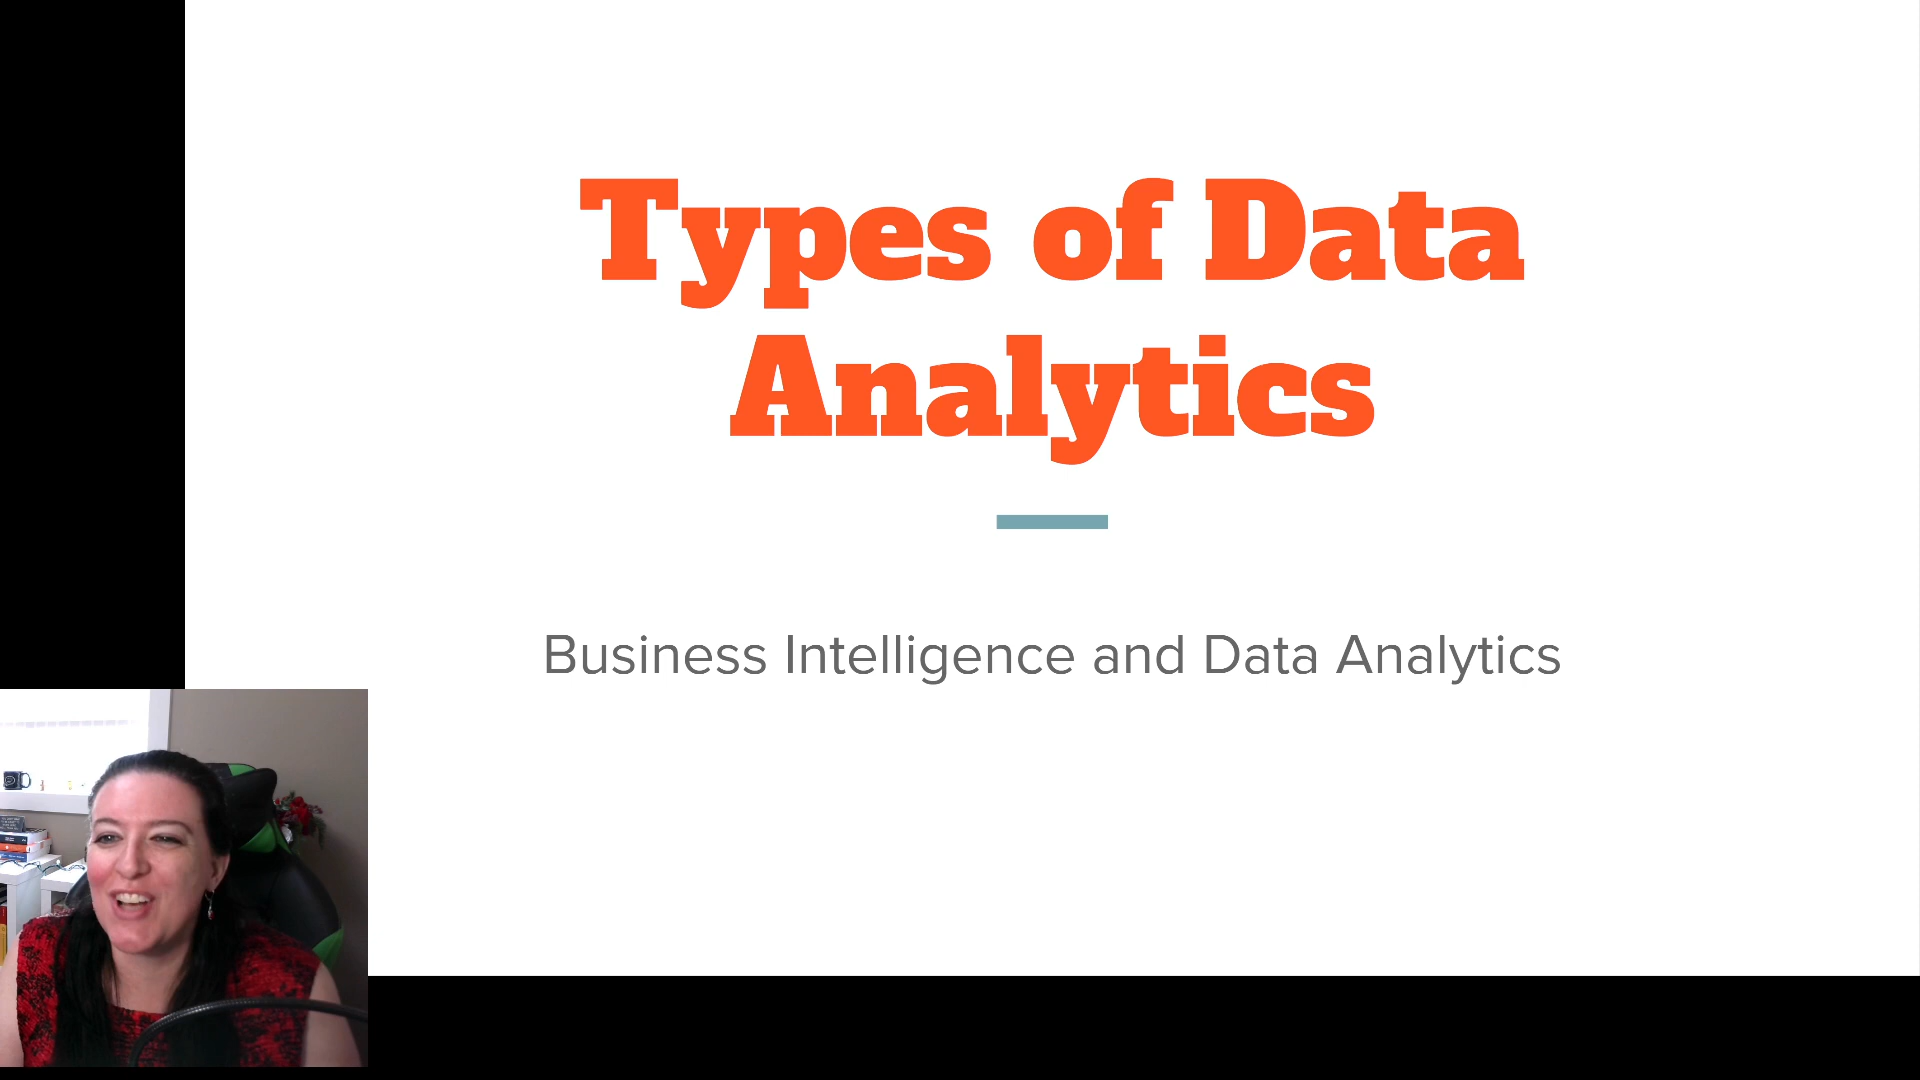 Types of Data
Analytics
Business Intelligence and Data Analytics